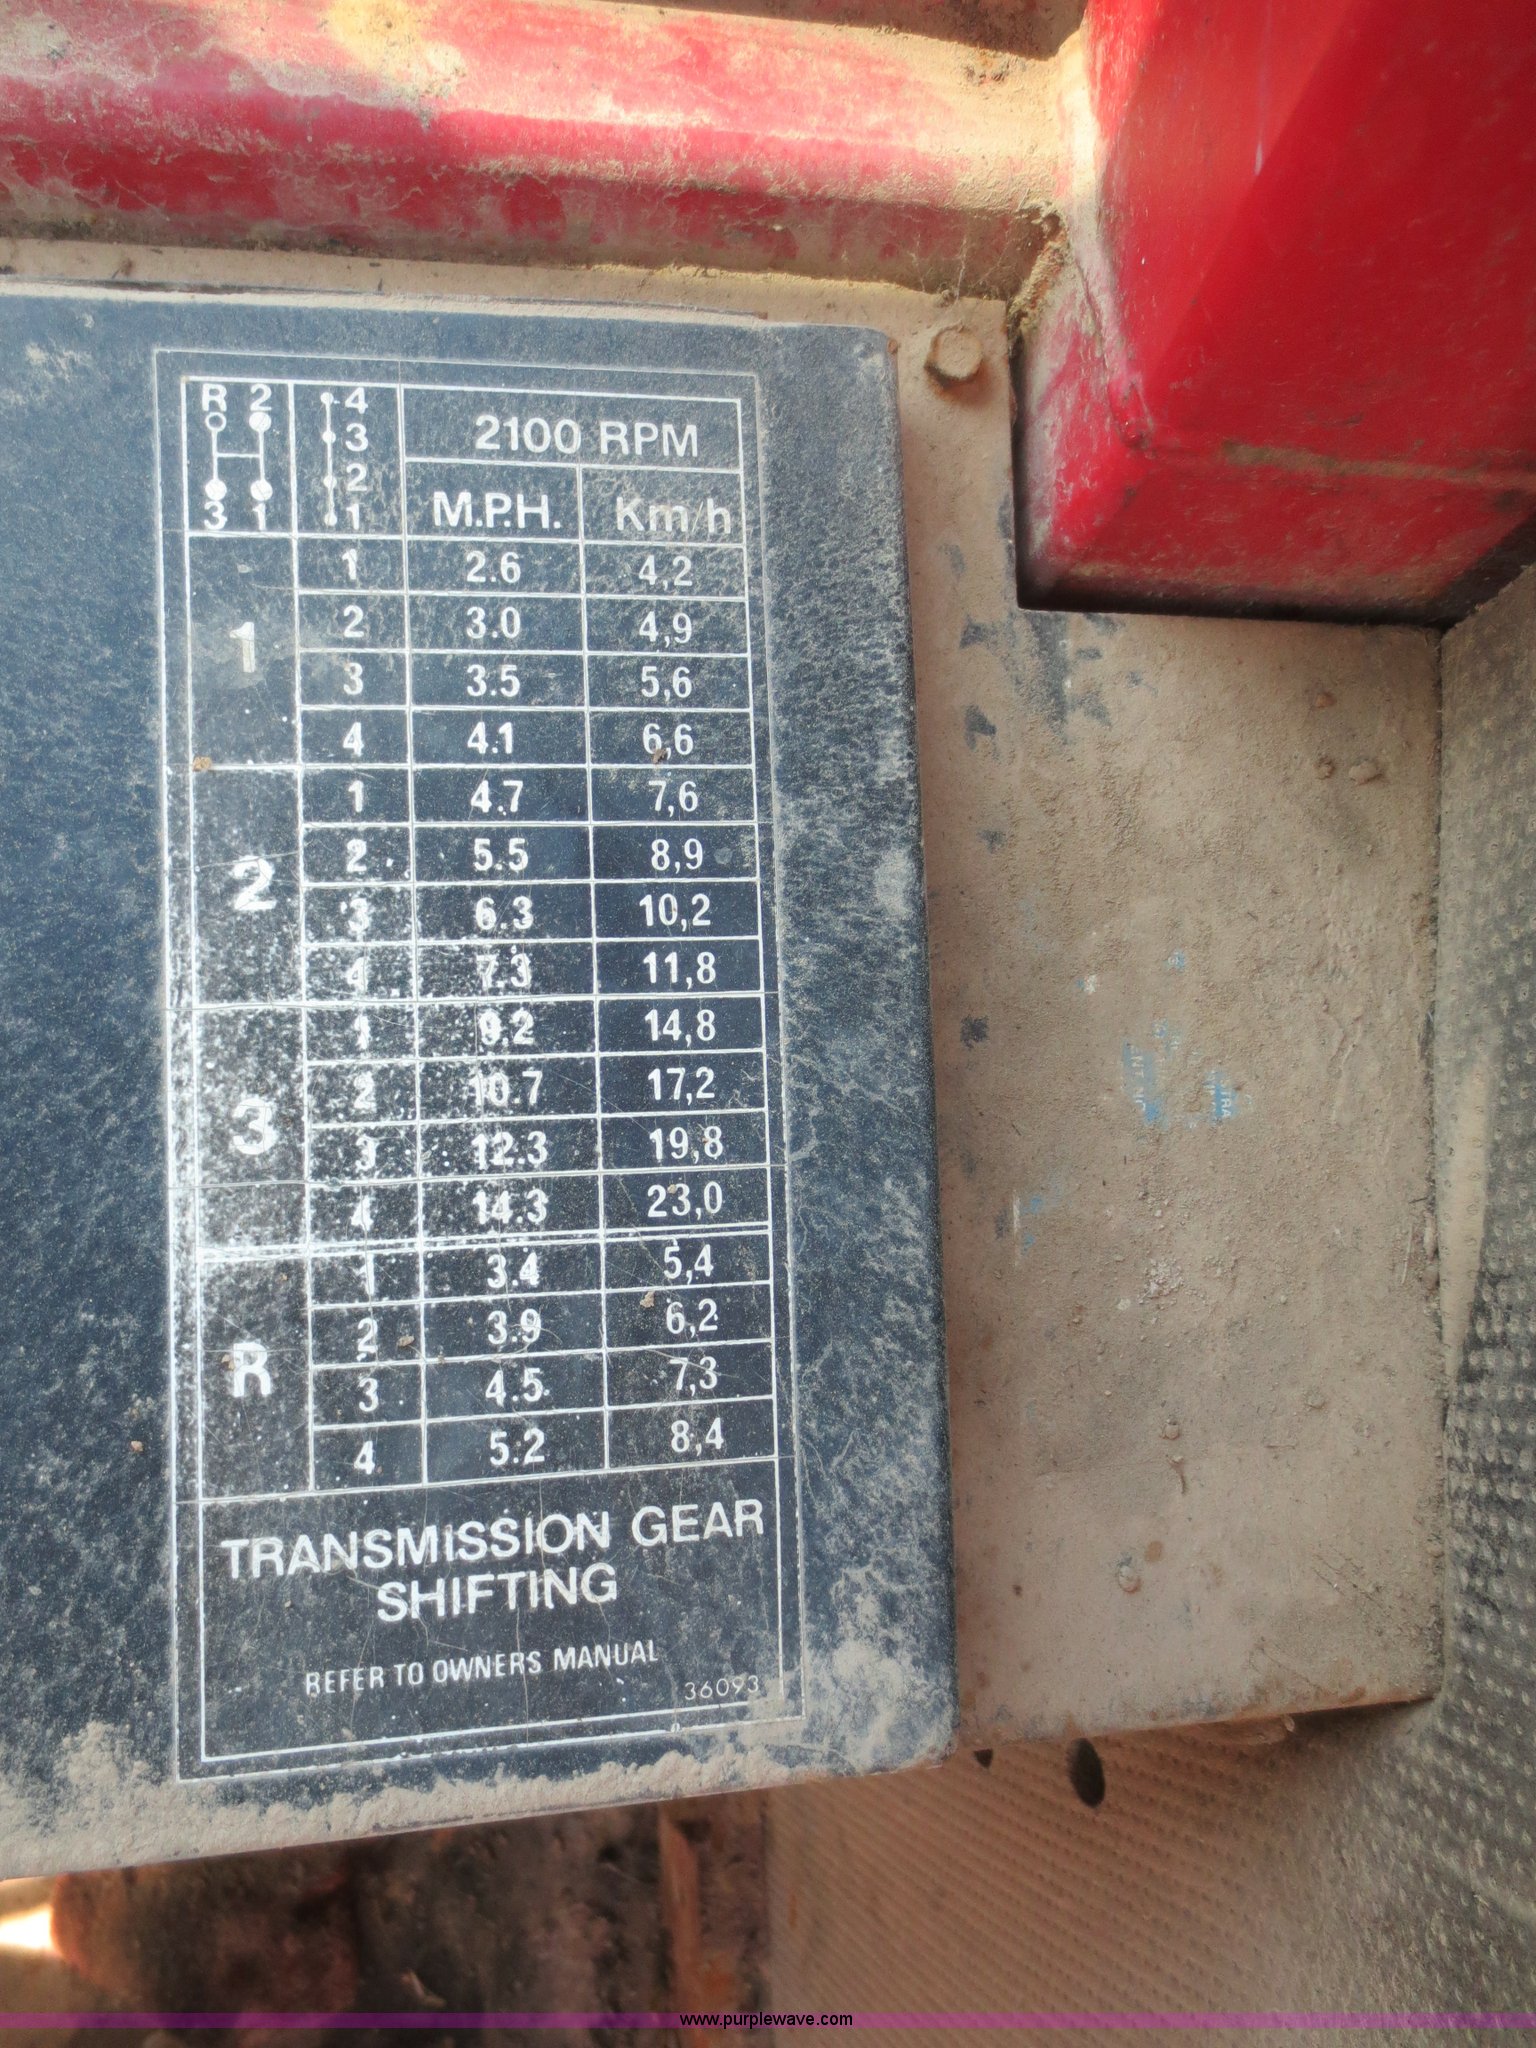 R 2 4
3
2
3 1 1
2100 RPM
M.P.H. Km/h
1 1 2.6 4,2
2 3.0 4,9
3 3.5 5,6
4 4.1 6,6
2 1 4.7 7,6
2 5.5 8,9
3 6.3 10,2
4 7.3 11,8
3 1 9.2 14,8
2 10.7 17,2
3 12.3 19,8
4 14.3 23,0
R 1 3.4 5,4
2 3.9 6,2
3 4.5 7,3
4 5.2 8,4
TRANSMISSION GEAR
SHIFTING
REFER TO OWNERS MANUAL
36093
www.purplewave.com